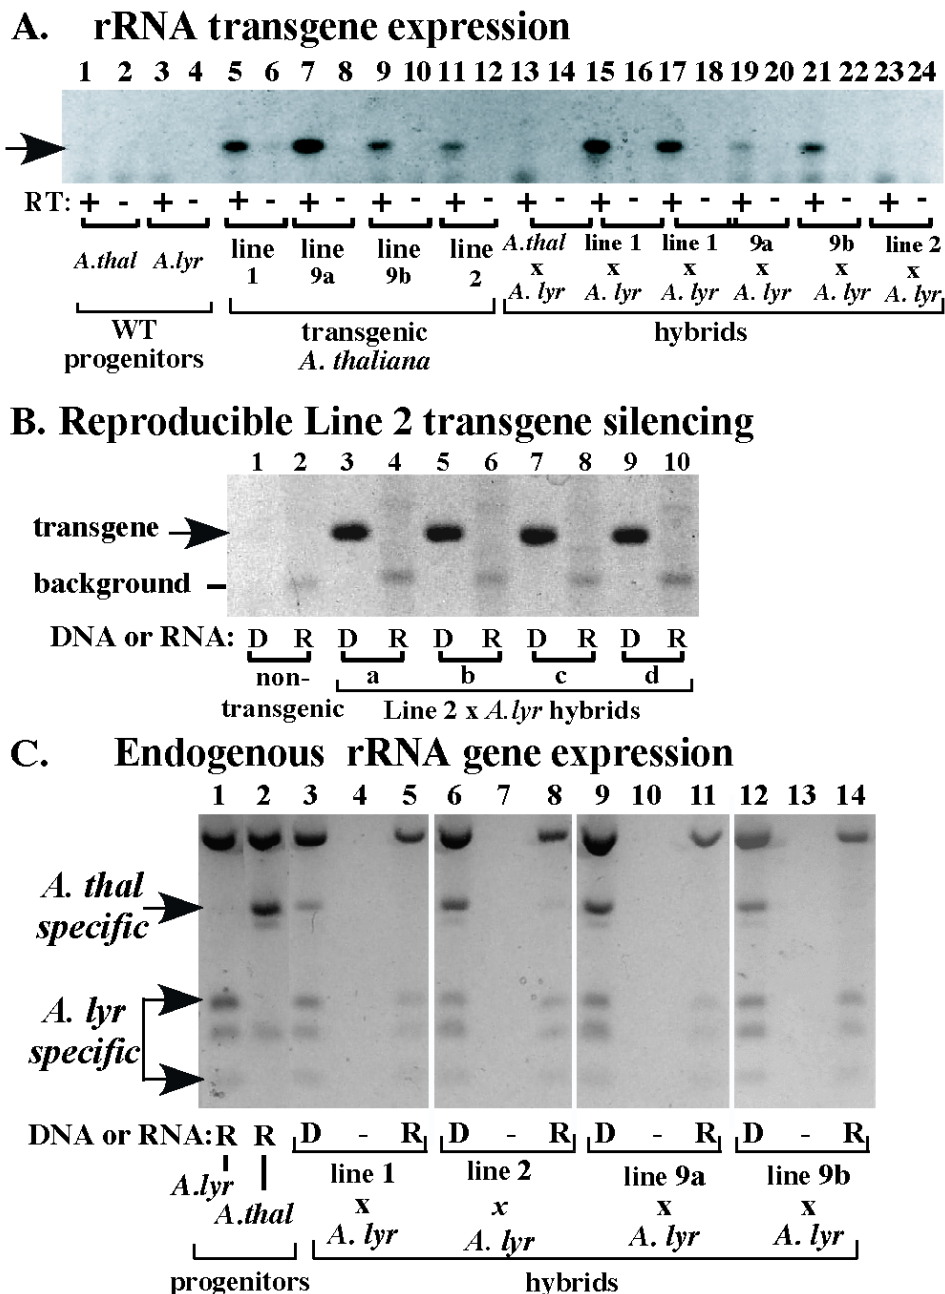 A. rRNA transgene expression
1 2 3 4 5 6 7 8 9 10 11 12 13 14 15 16 17 18 19 20 21 22 23 24
RT: + - + - + - + - + - + - + - + - + - + - + - + -
A.thal A.lyr line 1 line 9a line 9b line 2 A.thal x A. lyr line 1 x A. lyr line 1 x A. lyr 9a x A. lyr 9b x A. lyr line 2 x A. lyr
WT progenitors transgenic A. thaliana hybrids
B. Reproducible Line 2 transgene silencing
1 2 3 4 5 6 7 8 9 10
transgene
background
DNA or RNA: D R D R D R D R D R
non-transgenic a b c d
Line 2 x A.lyr hybrids
C. Endogenous rRNA gene expression
1 2 3 4 5 6 7 8 9 10 11 12 13 14
A. thal specific
A. lyr specific
DNA or RNA: R R D - R D - R D - R D - R
A.lyr A.thal line 1 x A. lyr line 2 x A. lyr line 9a x A. lyr line 9b x A. lyr
progenitors hybrids